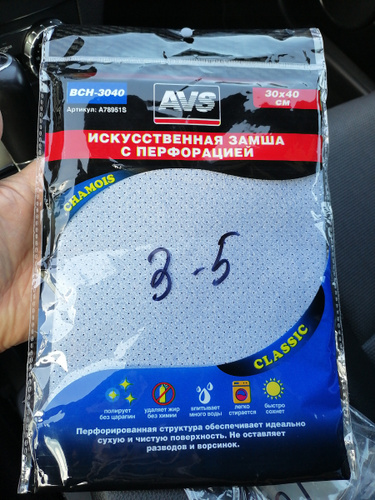 BCH-3040
Артикул: A78951S
AVS
30x40
СМ
ИСКУССТВЕННАЯ ЗАМША
С ПЕРФОРАЦИЕЙ
CHAMOIS
3-5
CLASSIC
полирует
без царапин
удаляет жир
без химии
впитывает
много воды
легко
стирается
быстро
сохнет
Перфорированная структура обеспечивает идеально
сухую и чистую поверхность. Не оставляет
разводов и ворсинок.